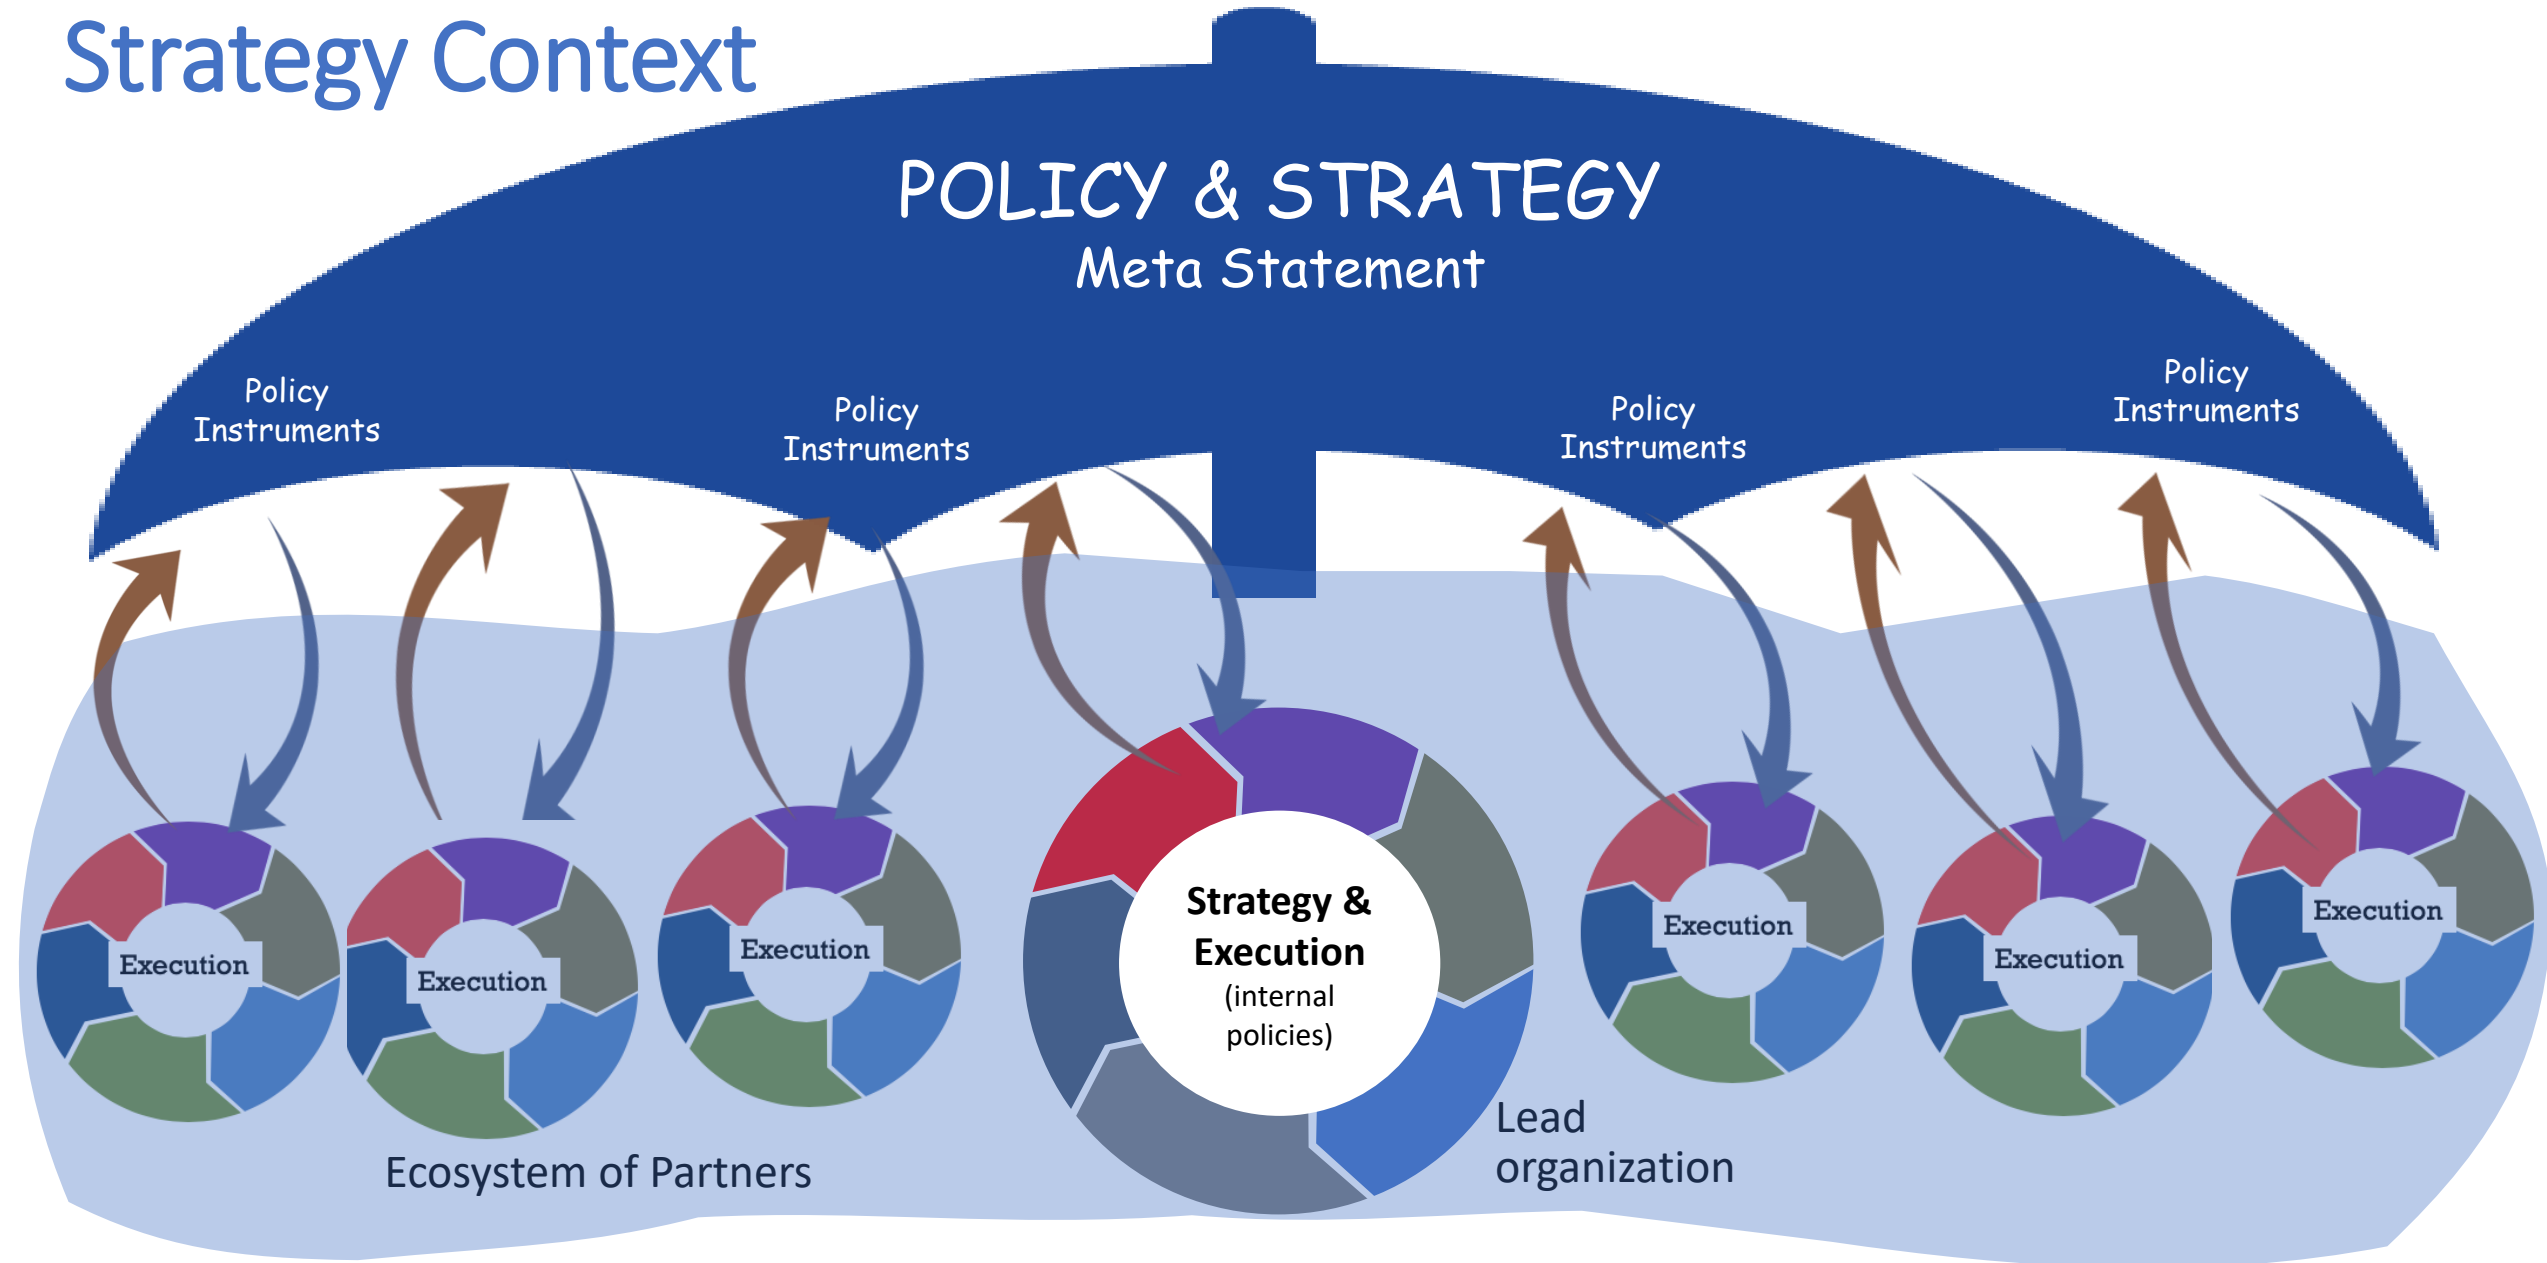 Strategy Context
POLICY & STRATEGY
Meta Statement
Policy
Instruments
Policy
Instruments
Policy
Instruments
Policy
Instruments
Execution
Execution
Execution
Strategy &
Execution
(internal
policies)
Execution
Execution
Execution
Ecosystem of Partners
Lead
organization